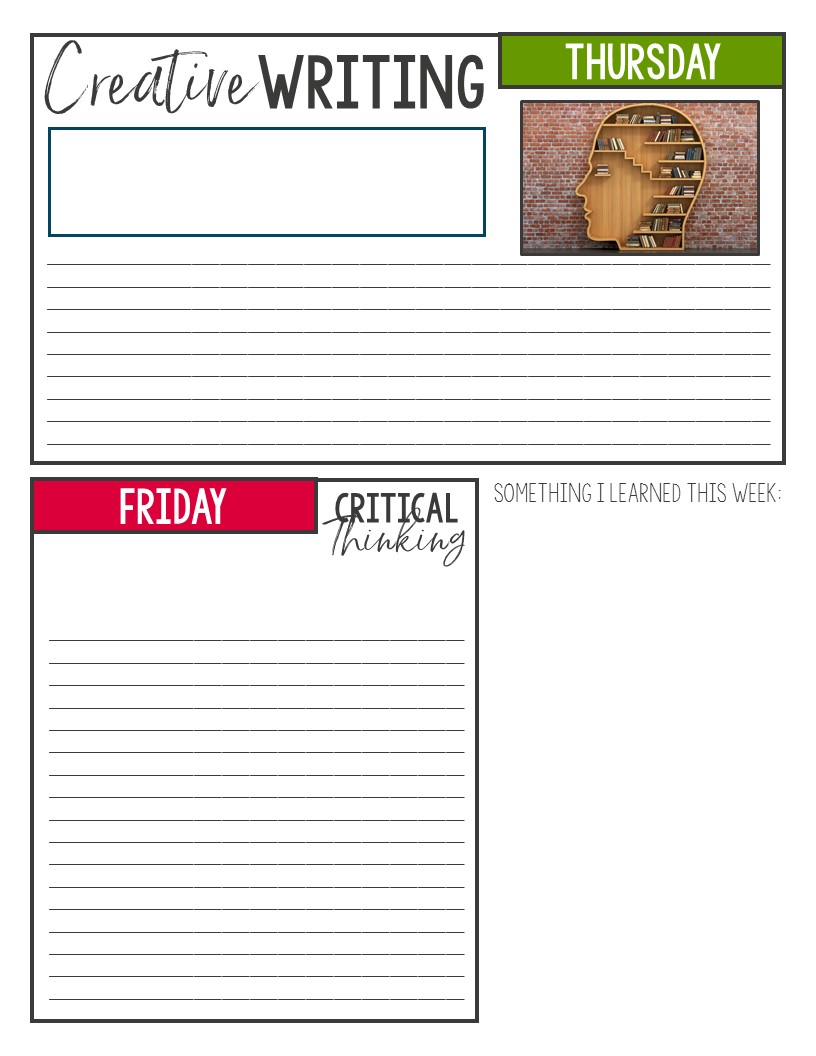 Creative WRITING
THURSDAY
FRIDAY
CRITICAL
Thinking
SOMETHING I LEARNED THIS WEEK: